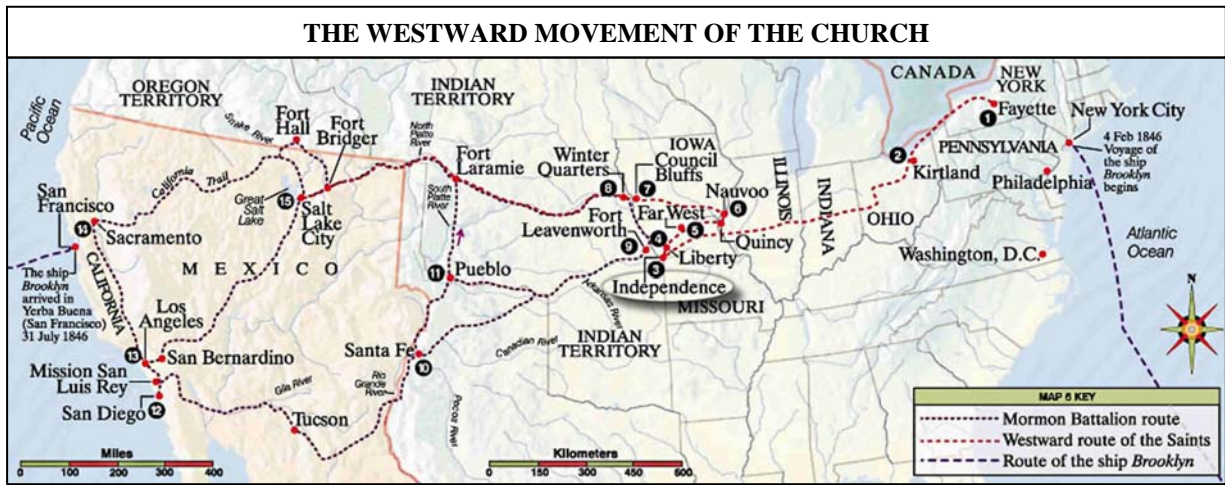 THE WESTWARD MOVEMENT OF THE CHURCH
Pacific
Ocean
OREGON
TERRITORY
INDIAN
TERRITORY
CANADA
NEW
YORK
Fayette
1
New York City
4 Feb 1846
Voyage of
the ship
Brooklyn
begins
PENNSYLVANIA
Philadelphia
2
Kirtland
OHIO
INDIANA
ILLINOIS
Washington, D.C.
Atlantic
Ocean
N
Snake River
Fort
Hall
Fort
Bridger
North
Platte
River
Fort
Laramie
South
Platte
River
Winter
Quarters
8
7
IOWA
Council
Bluffs
Nauvoo
6
Quincy
Far West
5
Fort
Leavenworth
9
4
Liberty
3
Independence
MISSOURI
California
Trail
Great
Salt
Lake
15
Salt
Lake
City
San
Francisco
14
Sacramento
CALIFORNIA
MEXICO
The ship
Brooklyn
arrived in
Yerba Buena
(San Francisco)
31 July 1846
Los
Angeles
13
San Bernardino
Mission San
Luis Rey
San Diego
12
Gila River
Tucson
11
Pueblo
Santa Fe
10
Rio
Grande
River
Pecos River
Arkansas
River
Canadian River
INDIAN
TERRITORY
Miles
0 100 200 300 400
Kilometers
0 200 400 600
MAP 6 KEY
Mormon Battalion route
Westward route of the Saints
Route of the ship Brooklyn